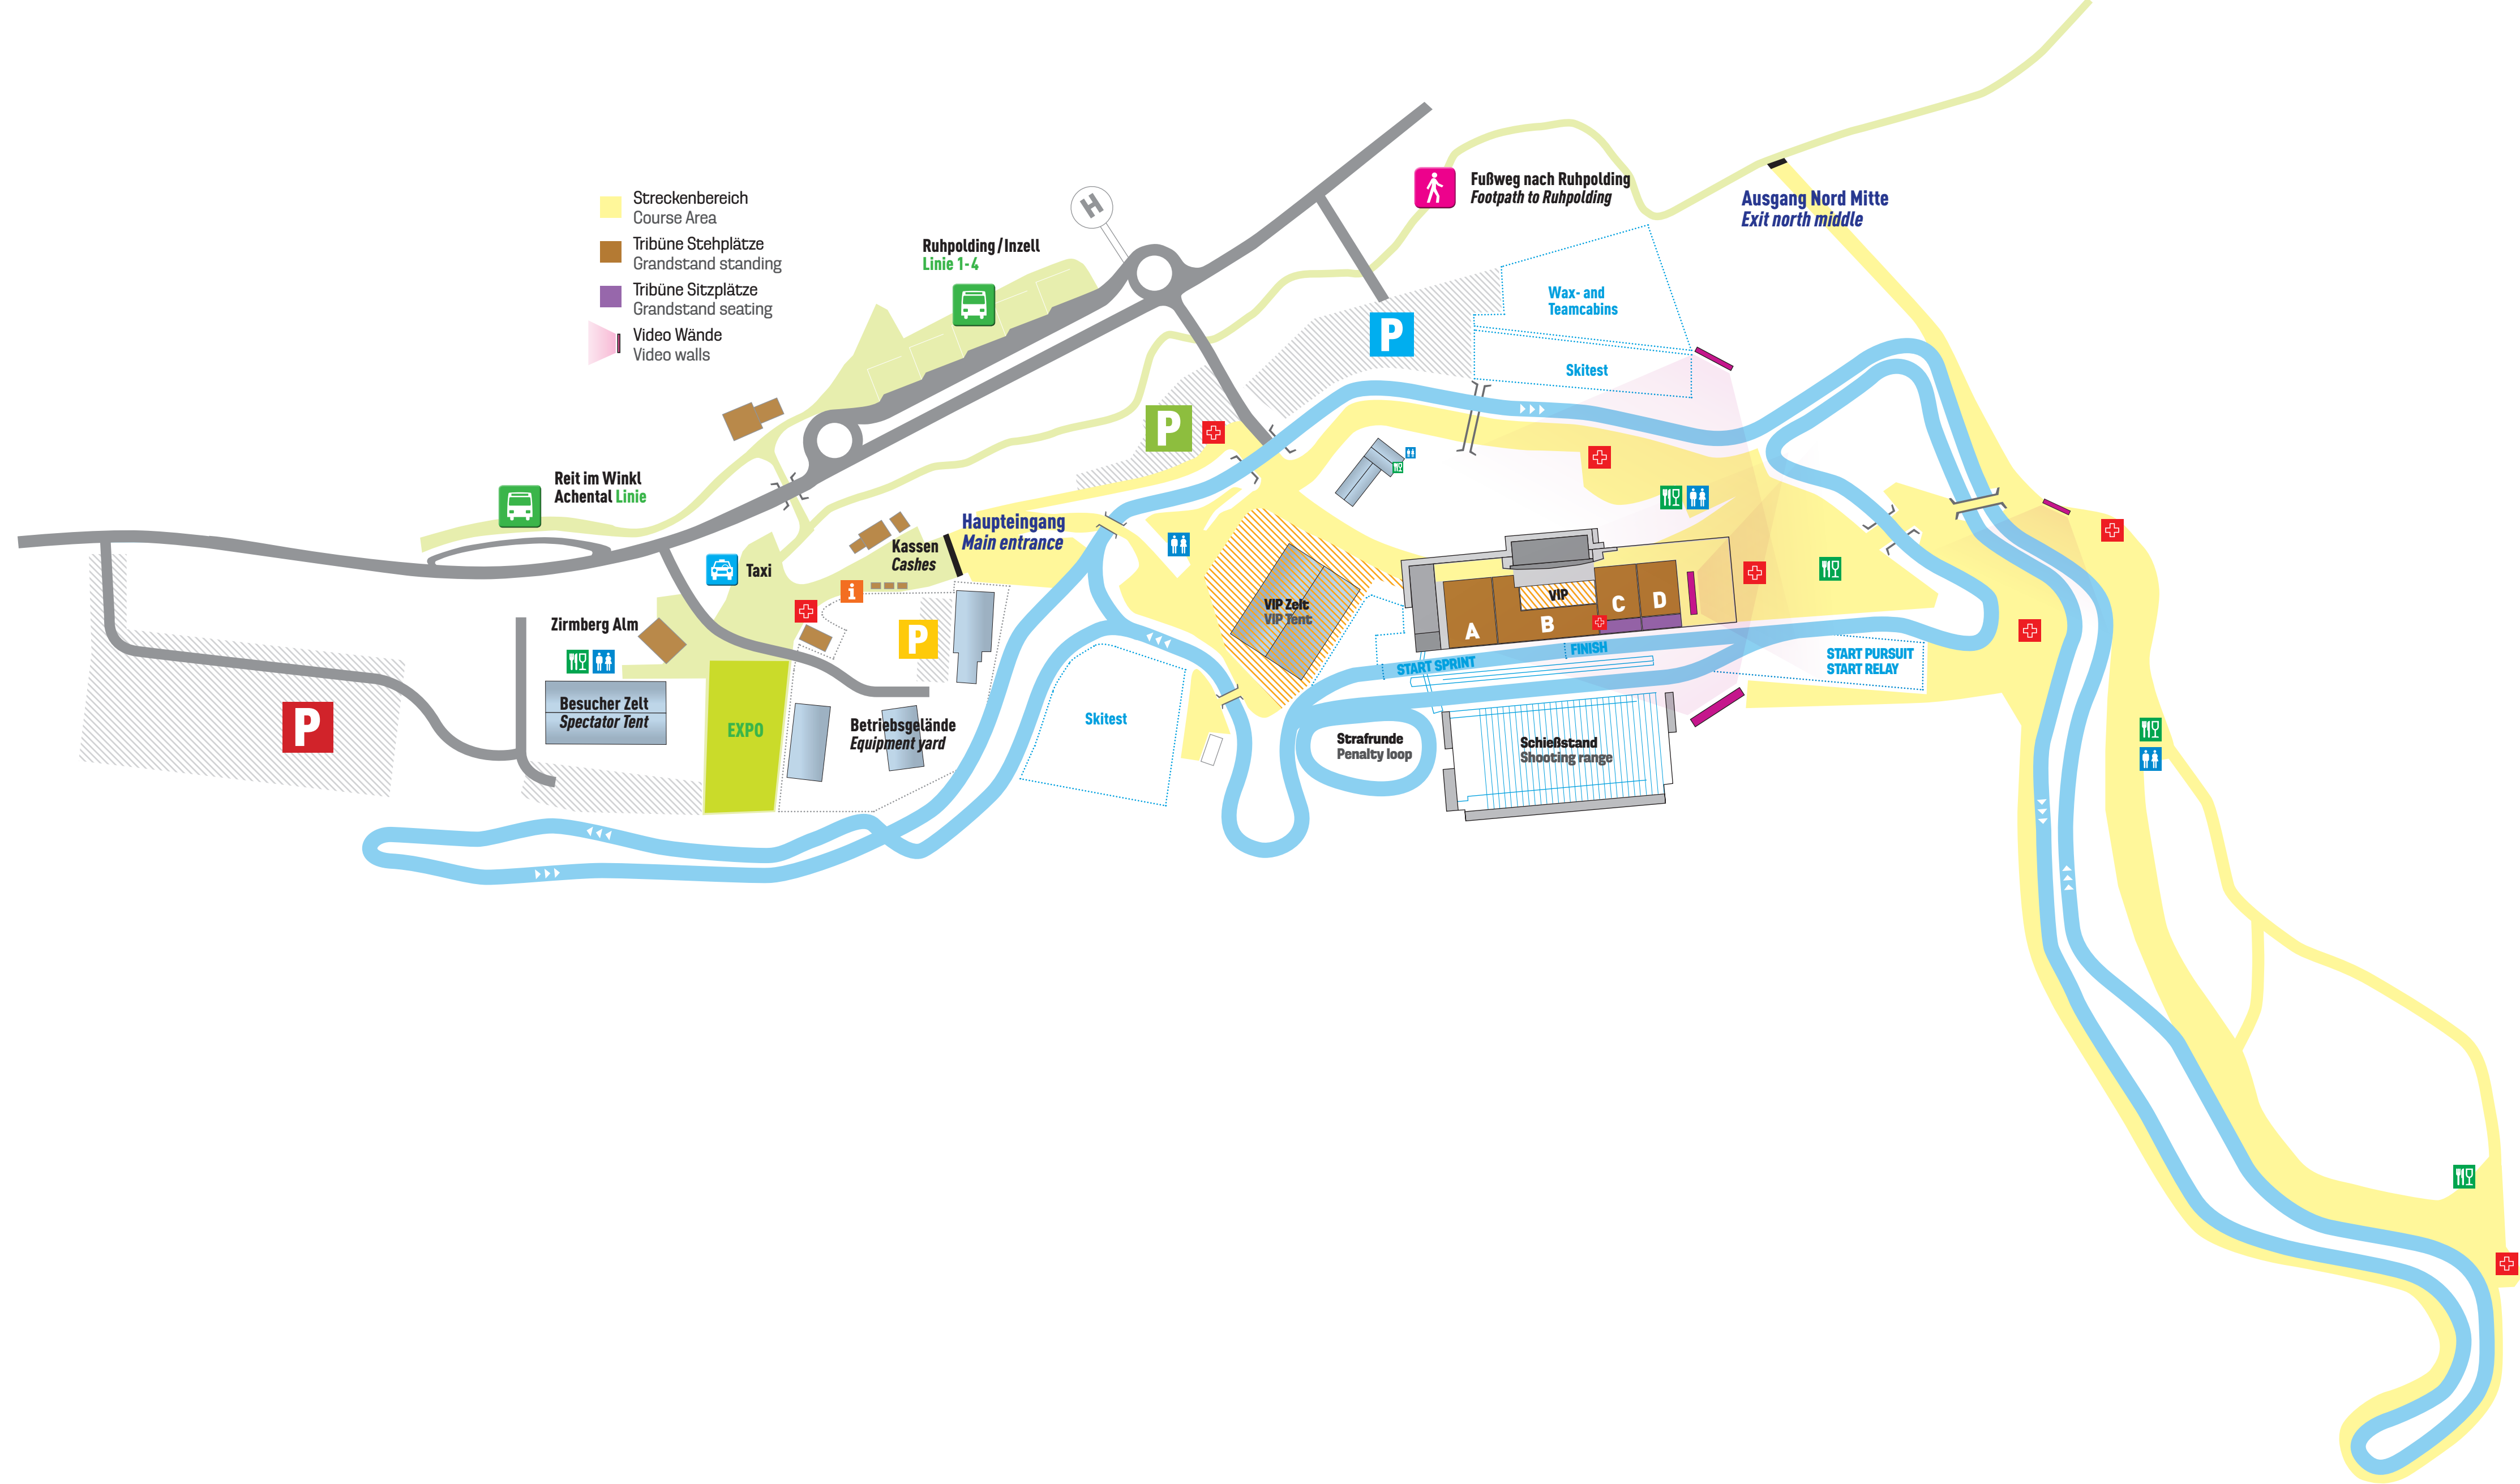 Streckenbereich
Course Area
Tribüne Stehplätze
Grandstand standing
Tribüne Sitzplätze
Grandstand seating
Video Wände
Video walls
H
Ruhpolding / Inzell
Linie 1 - 4
Fußweg nach Ruhpolding
Footpath to Ruhpolding
Ausgang Nord Mitte
Exit north middle
Wax- and
Teamcabins
P
Skitest
P
Reit im Winkl
Achental Linie
Haupteingang
Main entrance
Kassen
Cashes
Taxi
i
Zirmberg Alm
P
VIP Zelt
VIP Tent
VIP
A
B
C
D
FINISH
START SPRINT
START PURSUIT
START RELAY
P
Besucher Zelt
Spectator Tent
EXPO
Betriebsgelände
Equipment yard
Skitest
Strafrunde
Penalty loop
Schießstand
Shooting range